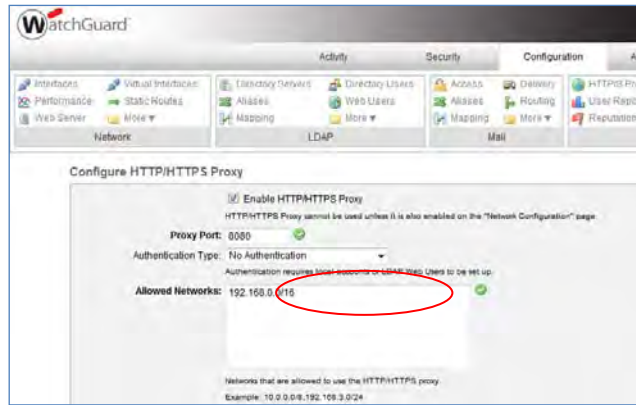 WatchGuard
Activity Security Configuration A
Interfaces Virtual Interfaces Directory Servers Directory Users Access Delivery HTTP/S Pr
Performance Static Routes Aliases Web Users Aliases Routing User Repo
Web Server More ▼ Mapping More ▼ Mapping More ▼ Reputation
Network LDAP Mail
Configure HTTP/HTTPS Proxy
Enable HTTP/HTTPS Proxy
HTTP/HTTPS Proxy cannot be used unless it is also enabled on the "Network Configuration" page.
Proxy Port: 8080
Authentication Type: No Authentication
Authentication requires local accounts or LDAP Web Users to be set up.
Allowed Networks: 192.168.0.0/16
Networks that are allowed to use the HTTP/HTTPS proxy.
Example: 10.0.0.0/8,192.168.3.0/24